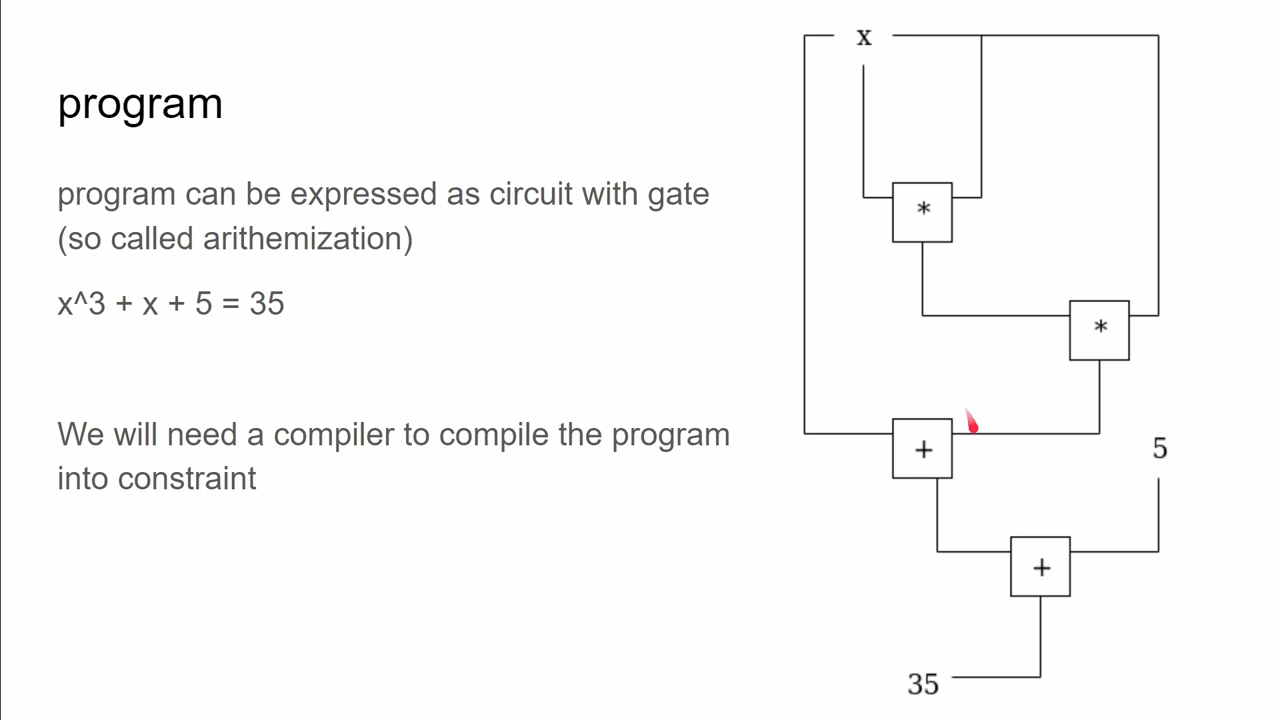 program
program can be expressed as circuit with gate
(so called arithemization)
x^3 + x + 5 = 35
We will need a compiler to compile the program
into constraint
x
*
*
+
5
+
35